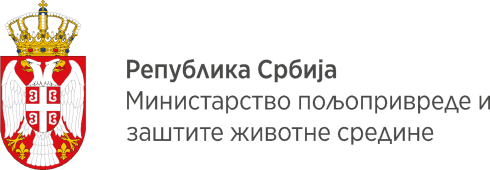 Република Србија
Министарство пољопривреде и
заштите животне средине